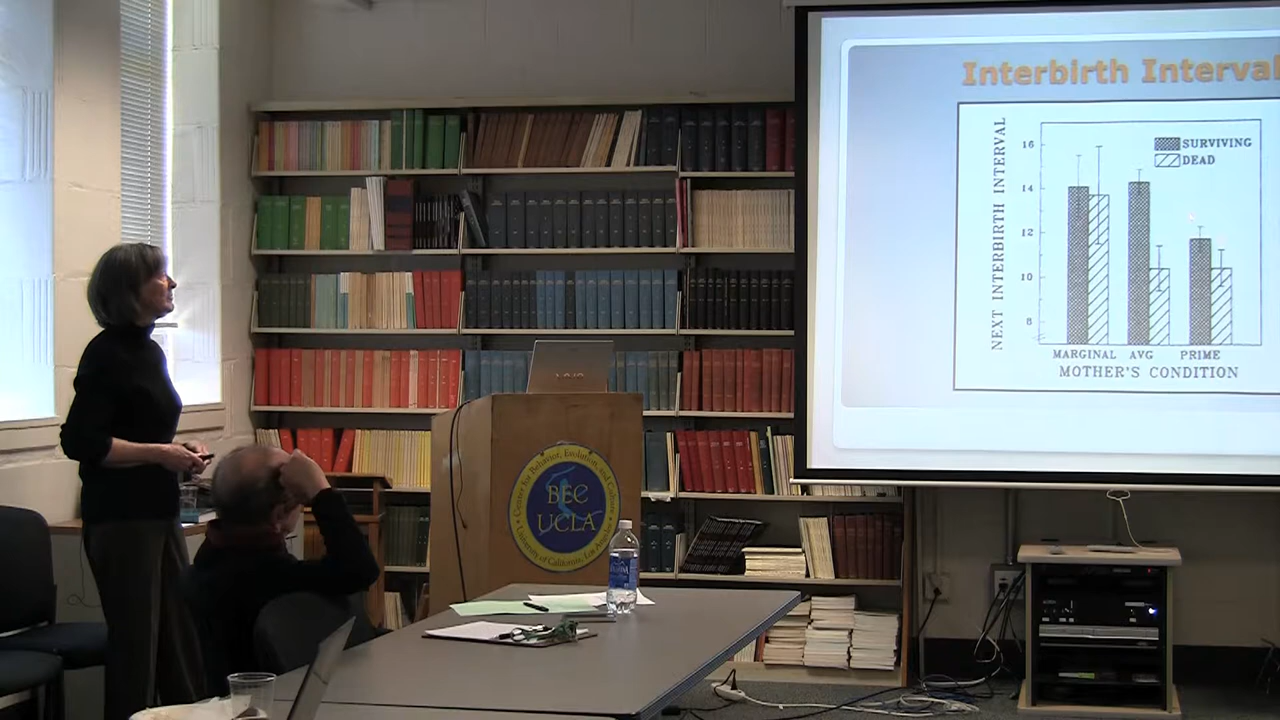 Interbirth Interval
NEXT INTERBIRTH INTERVAL
16
14
12
10
8
SURVIVING
DEAD
MARGINAL AVG PRIME
MOTHER'S CONDITION
Center for Behavior, Evolution, and Culture
BEC
UCLA
University of California, Los Angeles